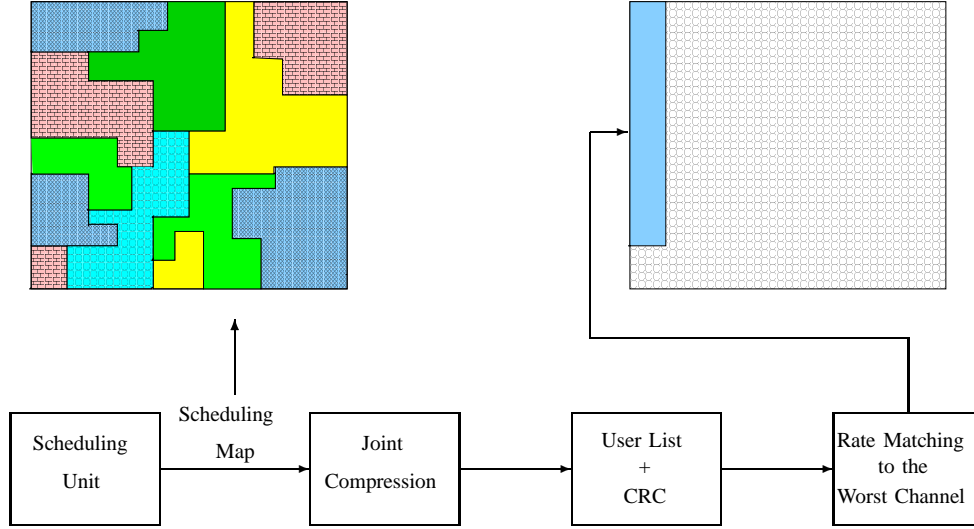 Scheduling
Map
Scheduling
Unit
Joint
Compression
User List
+
CRC
Rate Matching
to the
Worst Channel